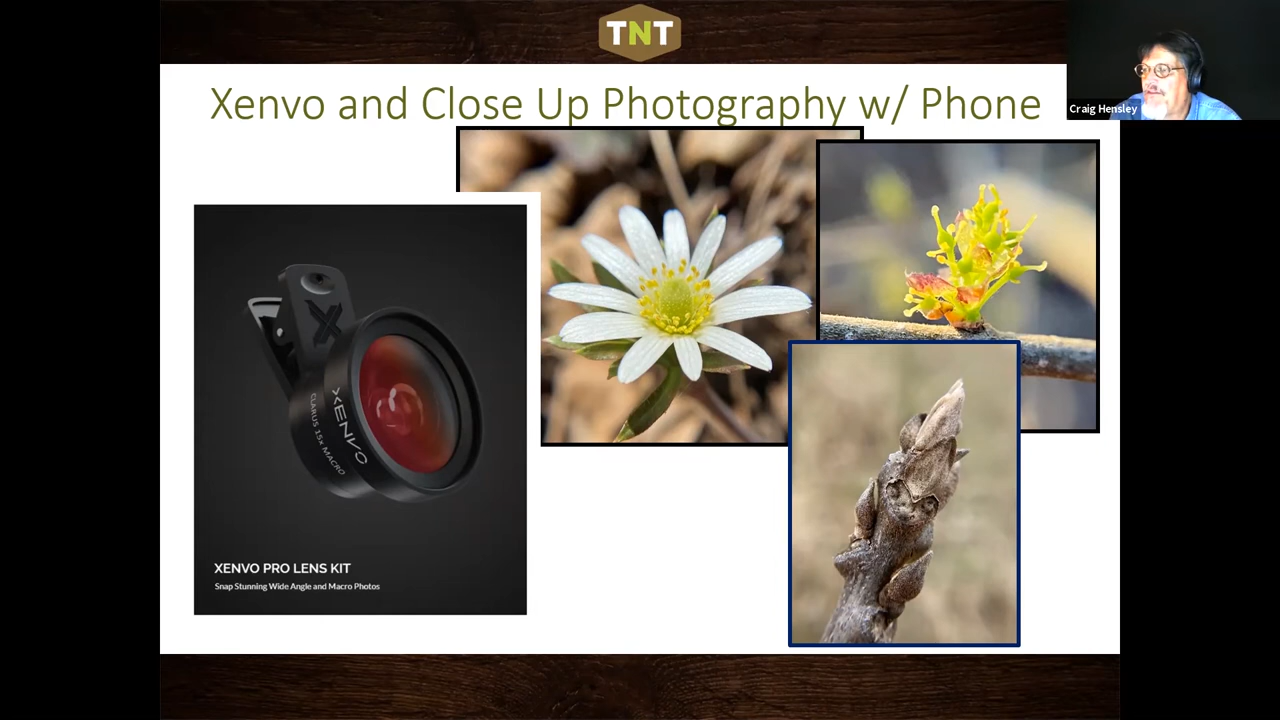 TNT
Xenvo and Close Up Photography w/ Phone
Craig Hensley
X
XENVO
CLARUS 15x MACRO
XENVO PRO LENS KIT
Snap Stunning Wide Angle and Macro Photos